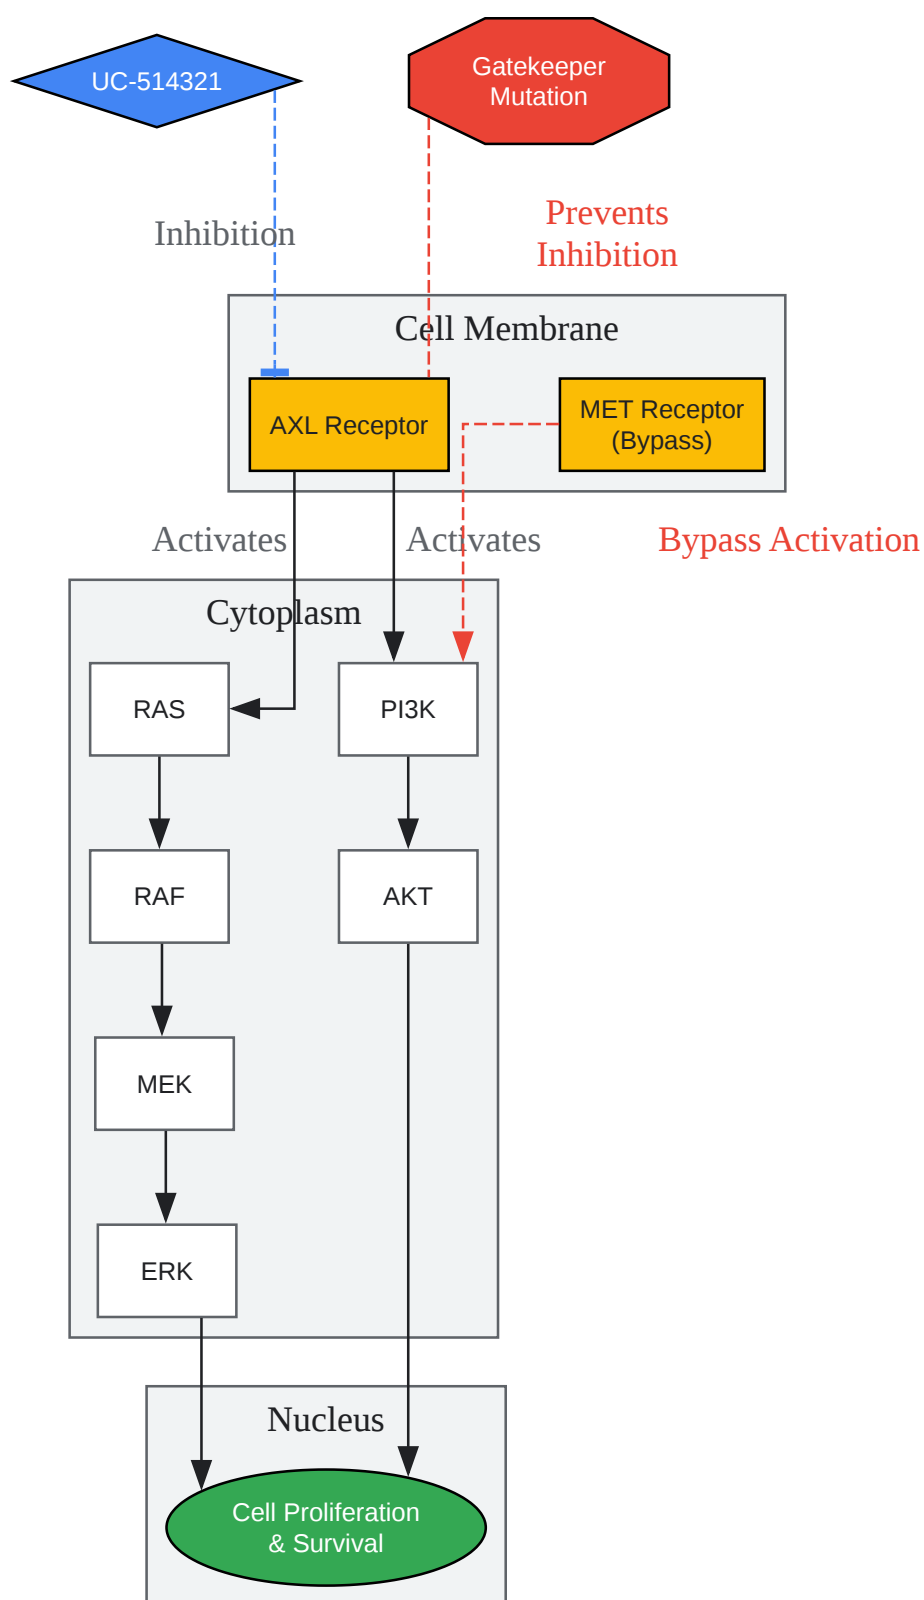 UC-514321
Gatekeeper
Mutation
Inhibition
Prevents
Inhibition
Cell Membrane
AXL Receptor
MET Receptor
(Bypass)
Activates
Activates
Bypass Activation
Cytoplasm
RAS
PI3K
RAF
AKT
MEK
ERK
Nucleus
Cell Proliferation
& Survival